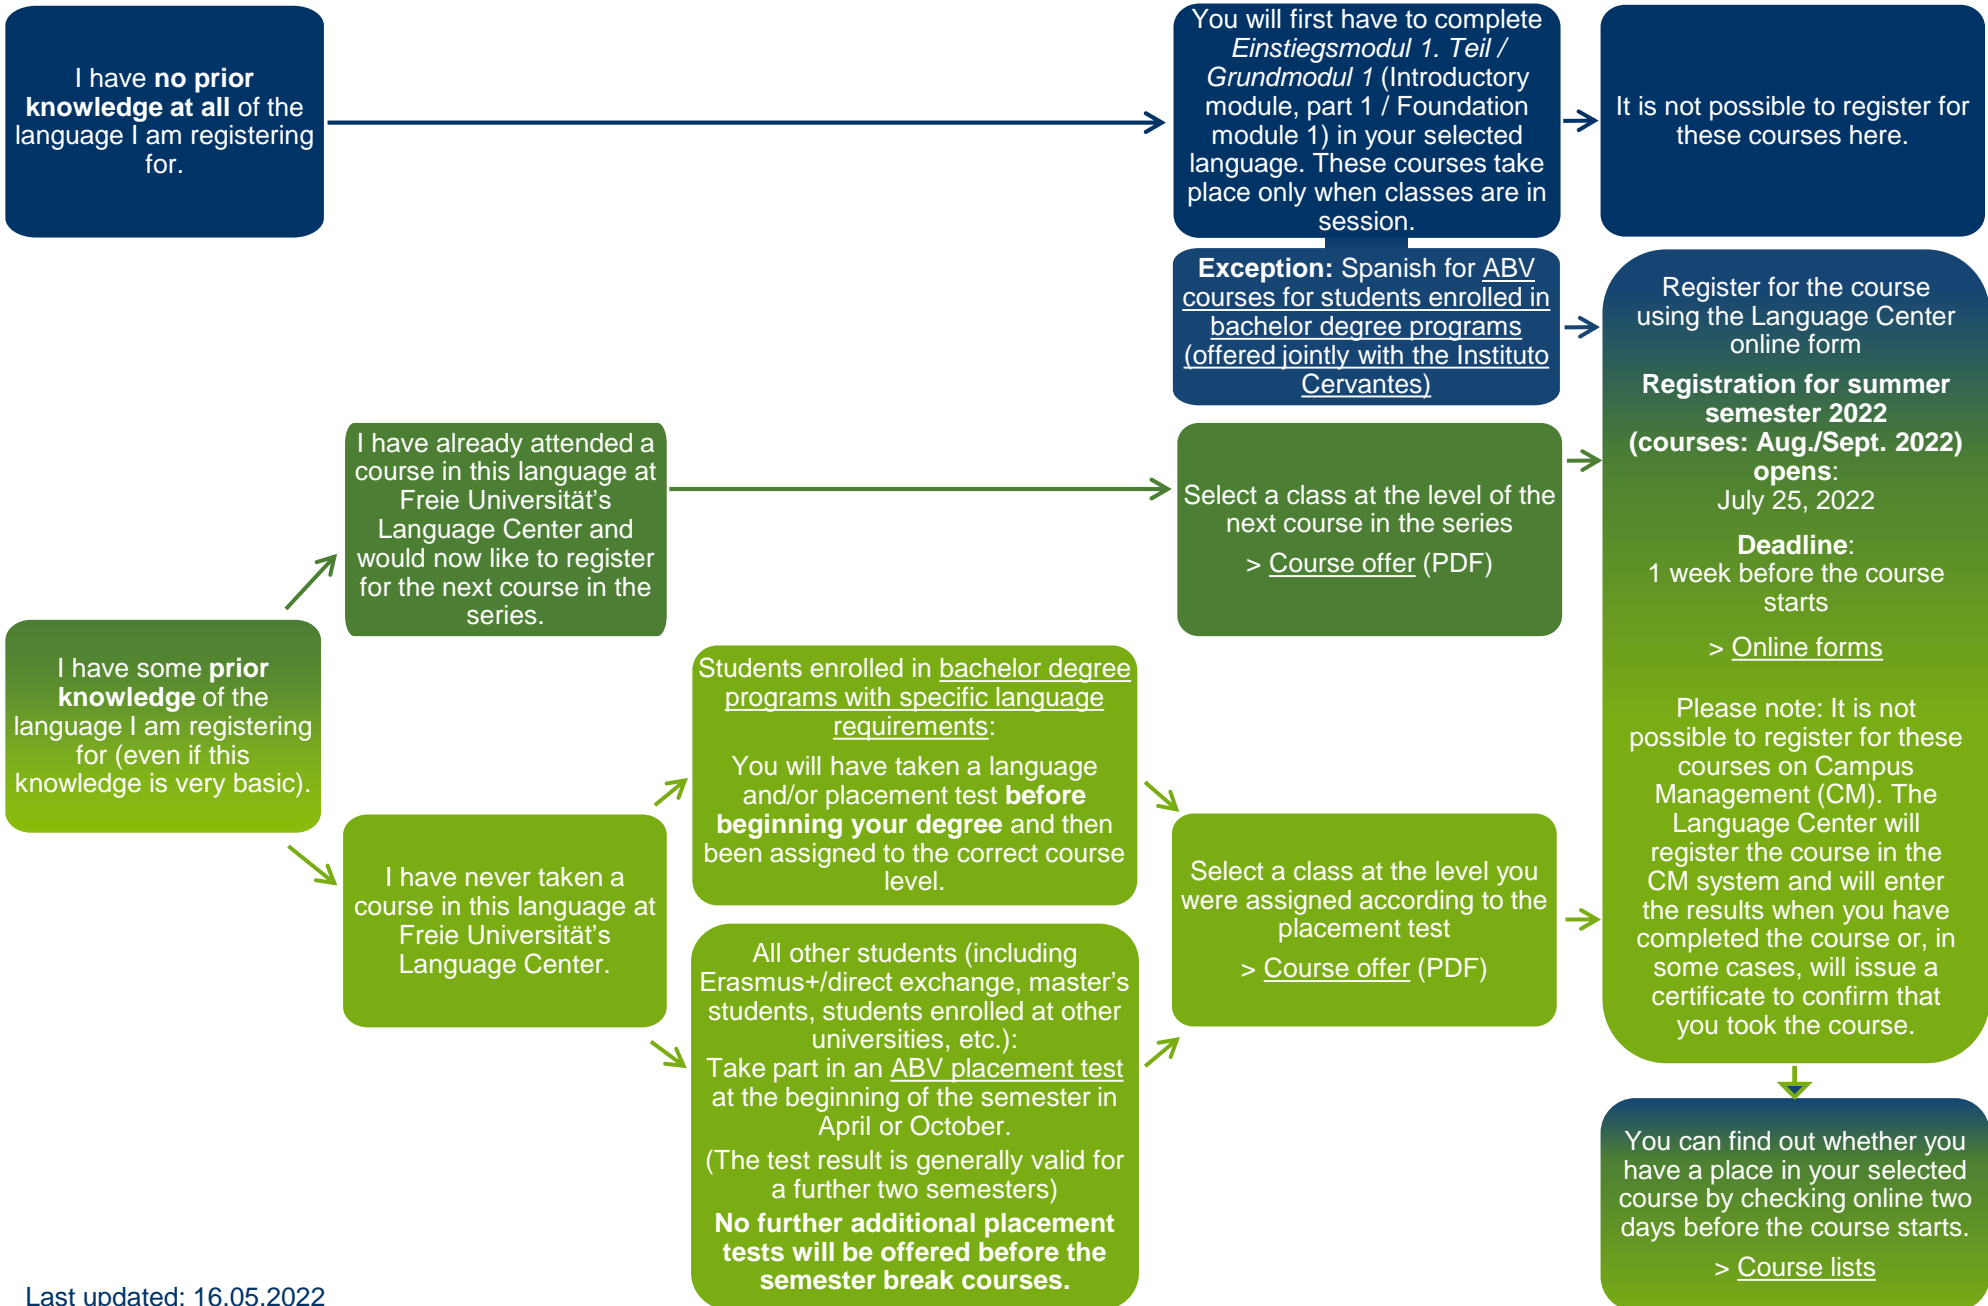 I have no prior
knowledge at all of the
language I am registering
for.
You will first have to complete
Einstiegsmodul 1. Teil /
Grundmodul 1 (Introductory
module, part 1 / Foundation
module 1) in your selected
language. These courses take
place only when classes are in
session.
It is not possible to register for
these courses here.
Exception: Spanish for ABV
courses for students enrolled in
bachelor degree programs
(offered jointly with the Instituto
Cervantes)
Register for the course
using the Language Center
online form
Registration for summer
semester 2022
(courses: Aug./Sept. 2022)
opens:
July 25, 2022
Deadline:
1 week before the course
starts
> Online forms
Please note: It is not
possible to register for these
courses on Campus
Management (CM). The
Language Center will
register the course in the
CM system and will enter
the results when you have
completed the course or, in
some cases, will issue a
certificate to confirm that
you took the course.
I have already attended a
course in this language at
Freie Universität’s
Language Center and
would now like to register
for the next course in the
series.
Select a class at the level of the
next course in the series
> Course offer (PDF)
I have some prior
knowledge of the
language I am registering
for (even if this
knowledge is very basic).
Students enrolled in bachelor degree
programs with specific language
requirements:
You will have taken a language
and/or placement test before
beginning your degree and then
been assigned to the correct course
level.
I have never taken a
course in this language at
Freie Universität’s
Language Center.
Select a class at the level you
were assigned according to the
placement test
> Course offer (PDF)
All other students (including
Erasmus+/direct exchange, master’s
students, students enrolled at other
universities, etc.):
Take part in an ABV placement test
at the beginning of the semester in
April or October.
(The test result is generally valid for
a further two semesters)
No further additional placement
tests will be offered before the
semester break courses.
You can find out whether you
have a place in your selected
course by checking online two
days before the course starts.
> Course lists
Last updated: 16.05.2022